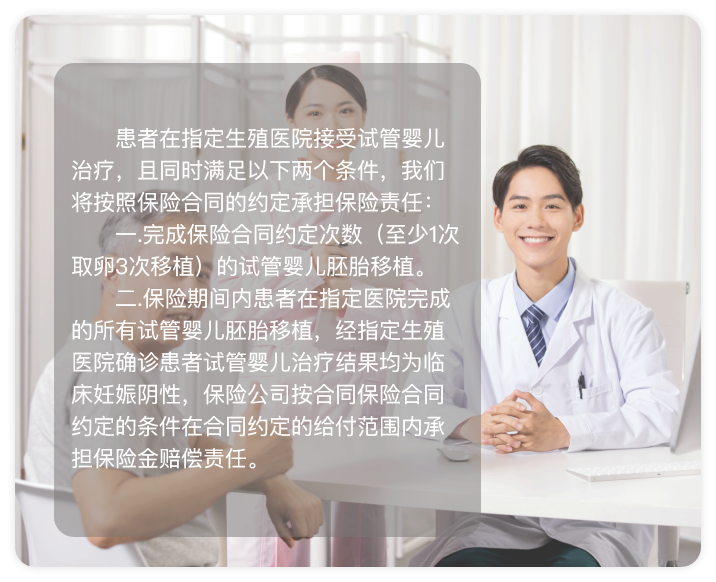 患者在指定生殖医院接受试管婴儿
治疗，且同时满足以下两个条件，我们
将按照保险合同的约定承担保险责任：
一.完成保险合同约定次数（至少1次
取卵3次移植）的试管婴儿胚胎移植。
二.保险期间内患者在指定医院完成
的所有试管婴儿胚胎移植，经指定生殖
医院确诊患者试管婴儿治疗结果均为临
床妊娠阴性，保险公司按合同保险合同
约定的条件在合同约定的给付范围内承
担保险金赔偿责任。